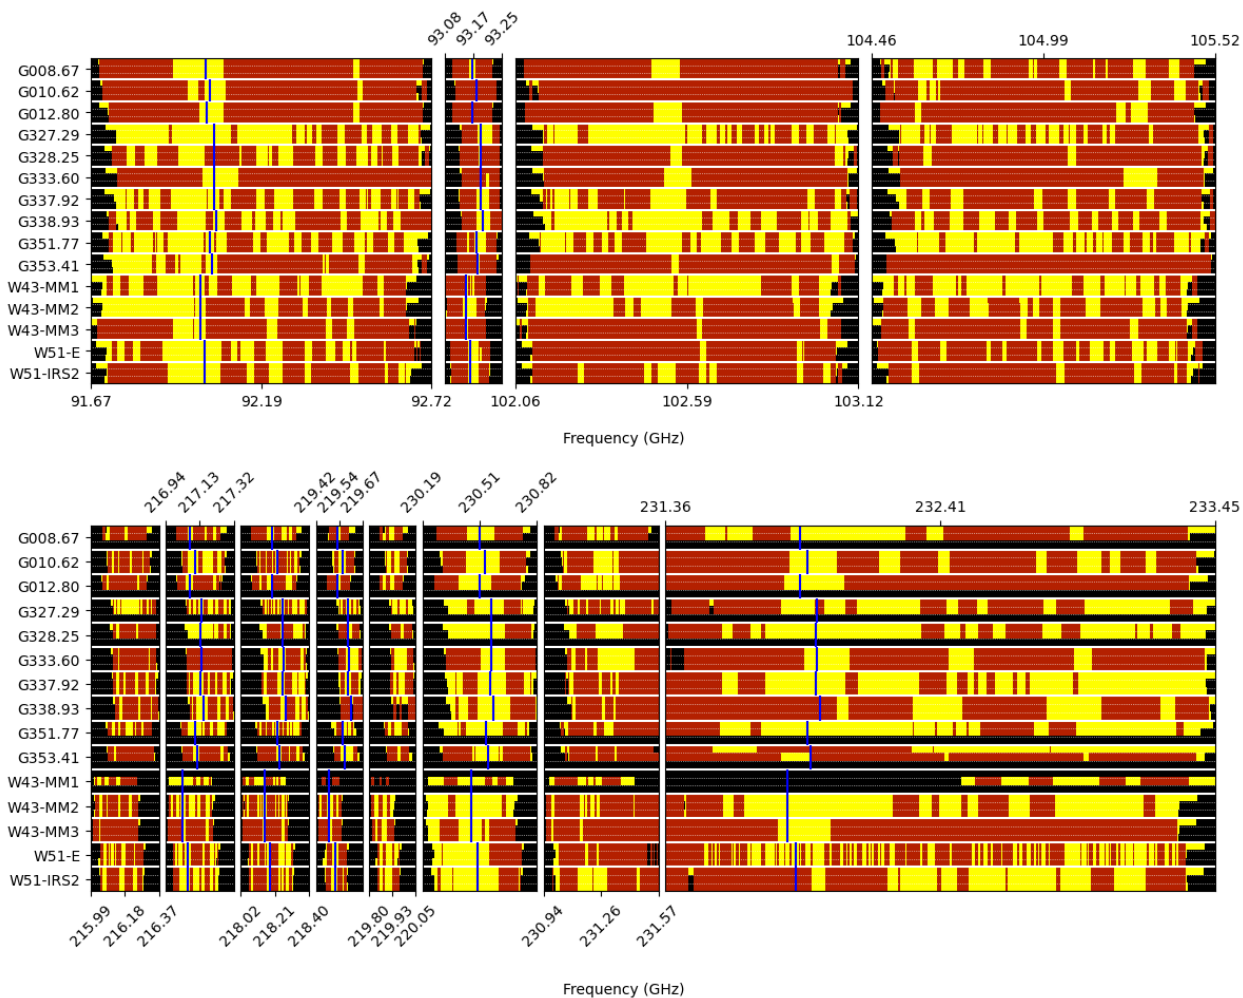 93.08 93.17 93.25
104.46 104.99 105.52
G008.67
G010.62
G012.80
G327.29
G328.25
G333.60
G337.92
G338.93
G351.77
G353.41
W43-MM1
W43-MM2
W43-MM3
W51-E
W51-IRS2
91.67 92.19 92.72 102.06 102.59 103.12
Frequency (GHz)
216.94 217.13 217.32 219.42 219.54 219.67 230.19 230.51 230.82 231.36 232.41 233.45
G008.67
G010.62
G012.80
G327.29
G328.25
G333.60
G337.92
G338.93
G351.77
G353.41
W43-MM1
W43-MM2
W43-MM3
W51-E
W51-IRS2
215.99 216.18 216.37 218.02 218.21 218.40 219.80 219.93 220.05 230.94 231.26 231.57
Frequency (GHz)